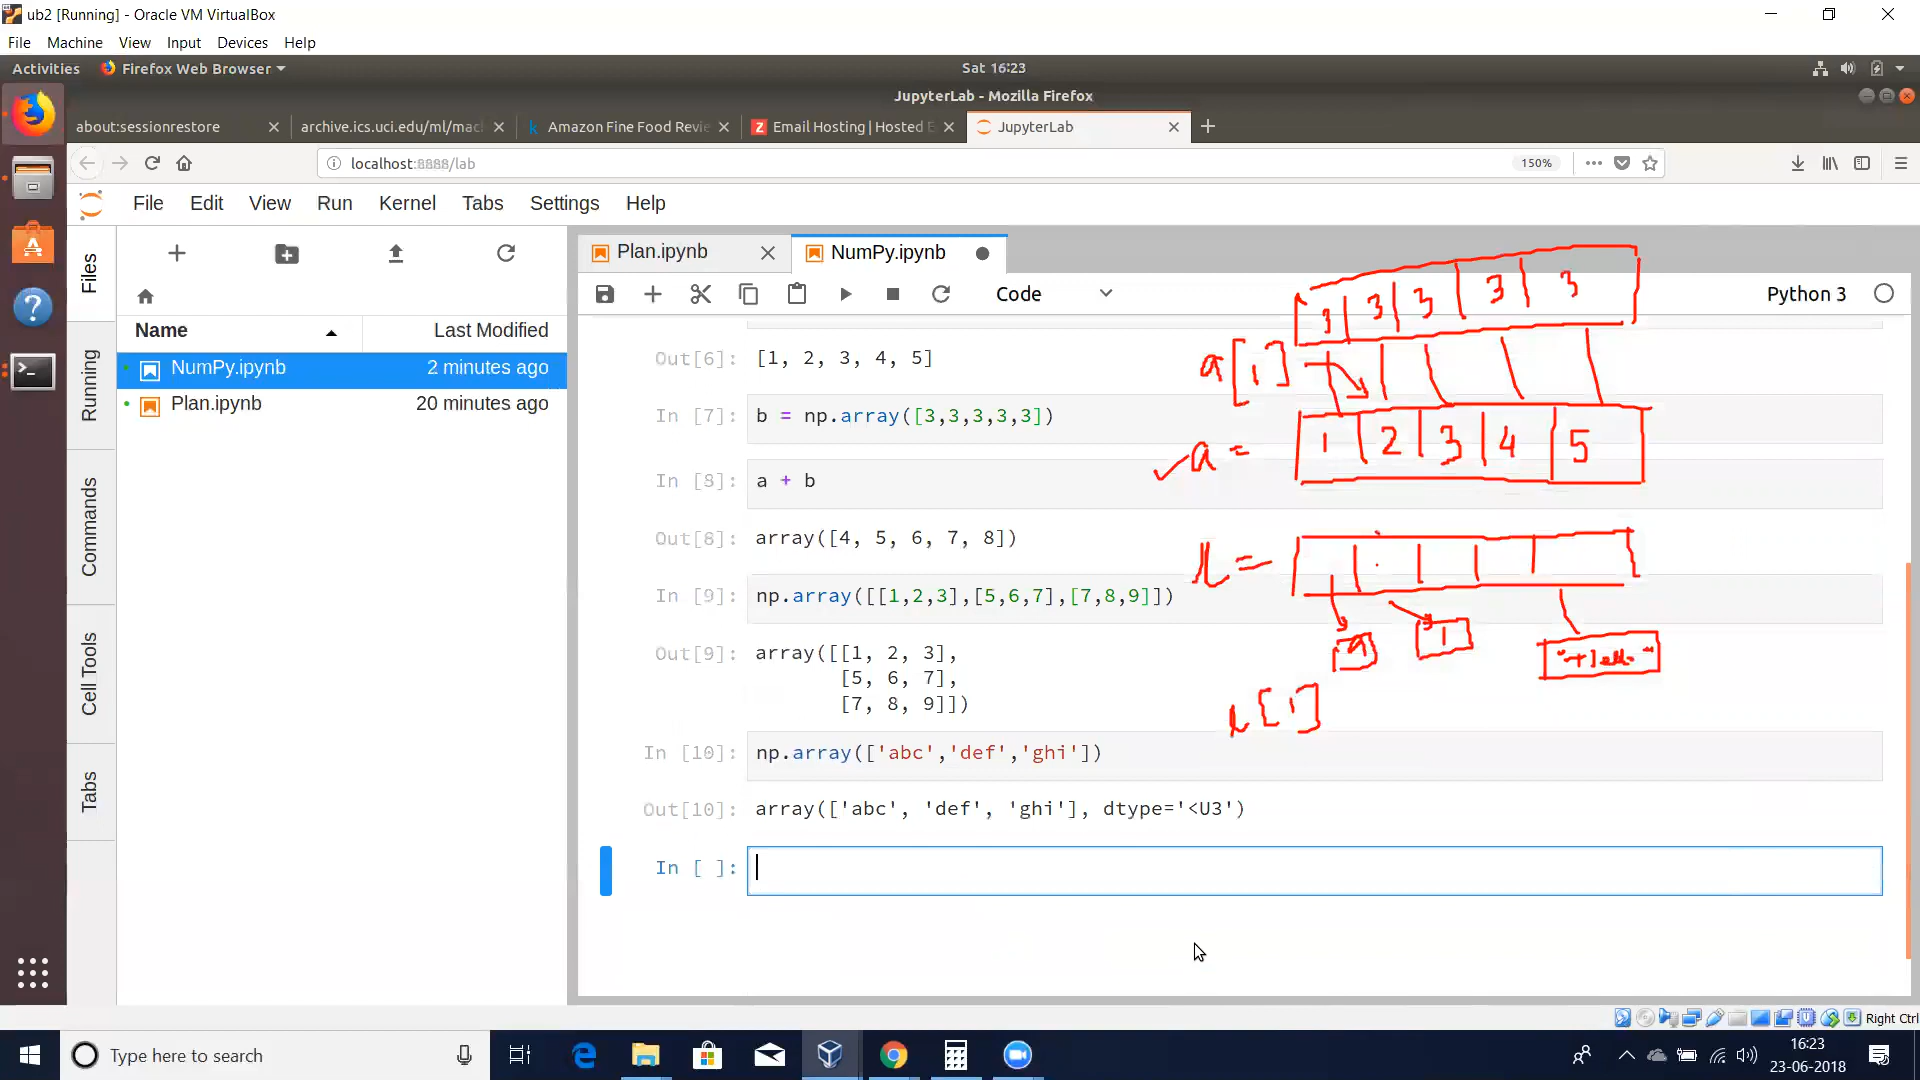 ub2 [Running] - Oracle VM VirtualBox
File Machine View Input Devices Help
Activities Firefox Web Browser Sat 16:23
JupyterLab - Mozilla Firefox
about:sessionrestore archive.ics.uci.edu/ml/mac Amazon Fine Food Revie Email Hosting | Hosted E JupyterLab
localhost:8888/lab 150%
File Edit View Run Kernel Tabs Settings Help
Plan.ipynb NumPy.ipynb
Code Python 3
Files
Running
Commands
Cell Tools
Tabs
Name Last Modified
NumPy.ipynb 2 minutes ago
Plan.ipynb 20 minutes ago
3 3 3 3 3
Out[6]: [1, 2, 3, 4, 5]
a[1]
In [7]: b = np.array([3,3,3,3,3])
a = 1 2 3 4 5
In [8]: a + b
Out[8]: array([4, 5, 6, 7, 8])
l =
In [9]: np.array([[1,2,3],[5,6,7],[7,8,9]])
1
Out[9]: array([[1, 2, 3],
[5, 6, 7],
[7, 8, 9]])
l[1]
In [10]: np.array(['abc','def','ghi'])
Out[10]: array(['abc', 'def', 'ghi'], dtype='<U3')
In [ ]:
Right Ctrl
Type here to search
16:23
23-06-2018